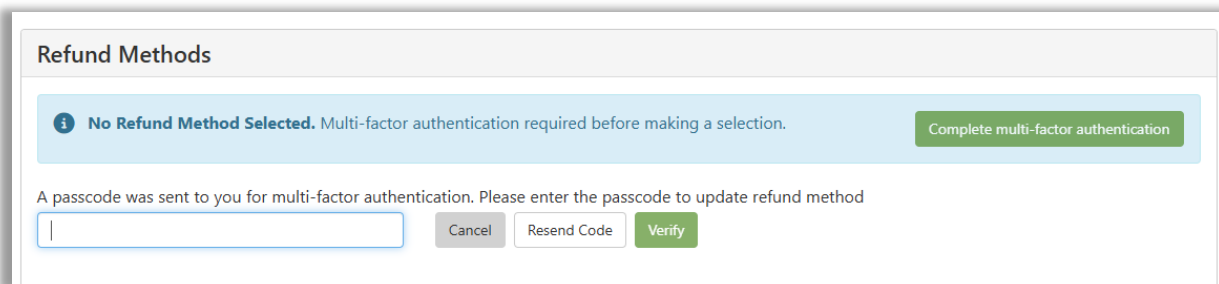 Refund Methods
No Refund Method Selected. Multi-factor authentication required before making a selection.
Complete multi-factor authentication
A passcode was sent to you for multi-factor authentication. Please enter the passcode to update refund method
Cancel Resend Code Verify